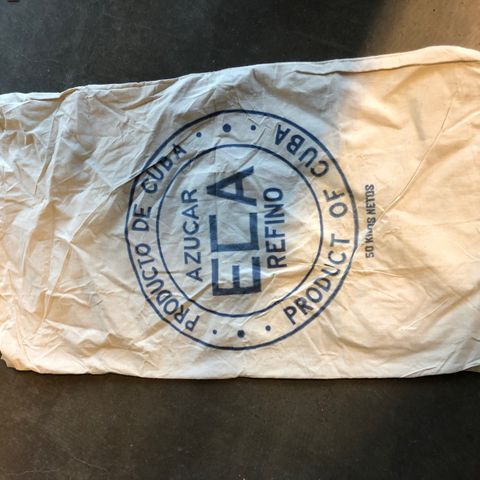 PRODUCTO DE CUBA
AZUCAR
ECA
REFINO
PRODUCT OF CUBA
50 KILOS NETOS